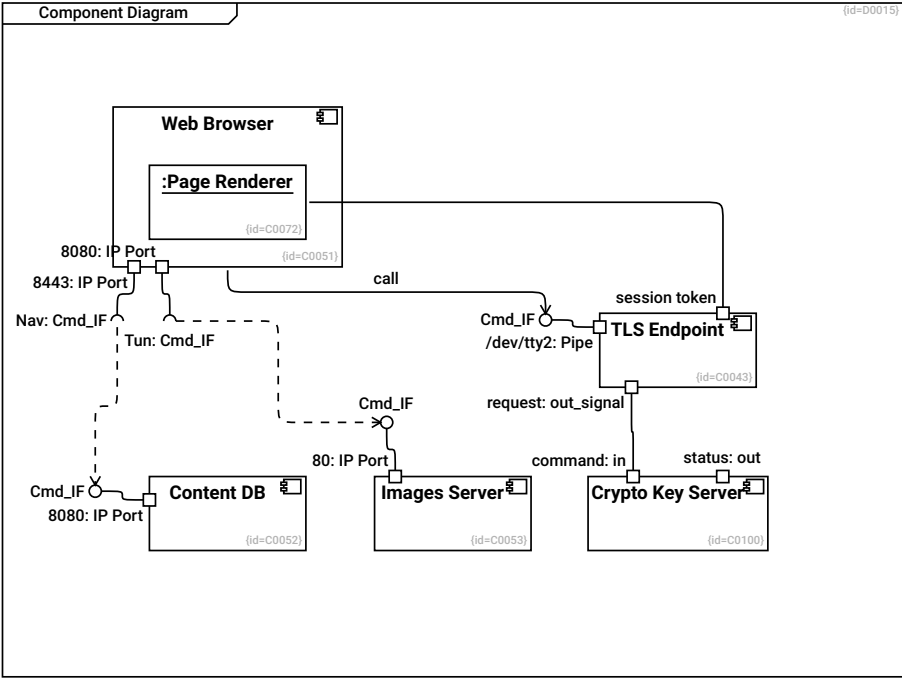 Component Diagram
{id=D0015}
Web Browser
:Page Renderer
{id=C0072}
8080: IP Port
{id=C0051}
8443: IP Port
call
session token
Nav: Cmd_IF
Cmd_IF
TLS Endpoint
Tun: Cmd_IF
/dev/tty2: Pipe
{id=C0043}
Cmd_IF
request: out_signal
80: IP Port
command: in
status: out
Cmd_IF
Content DB
Images Server
Crypto Key Server
8080: IP Port
{id=C0052}
{id=C0053}
{id=C0100}